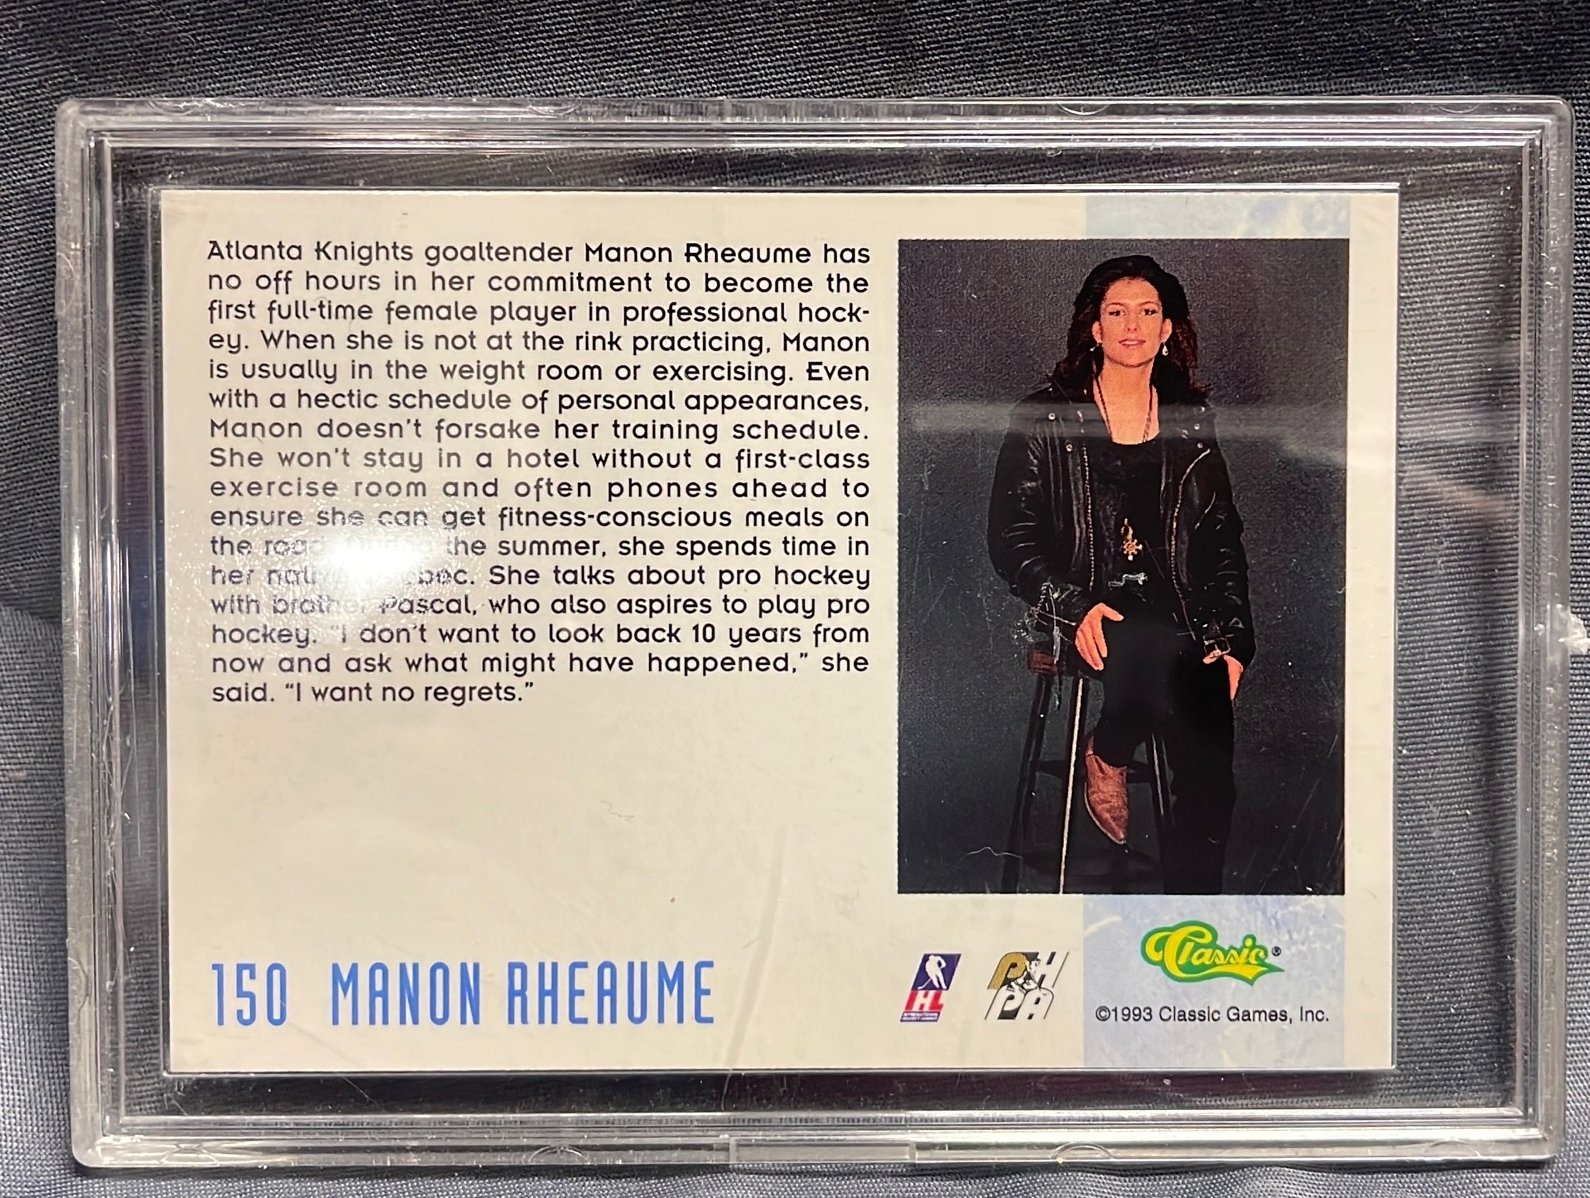 Atlanta Knights goaltender Manon Rheaume has
no off hours in her commitment to become the
first full-time female player in professional hock-
ey. When she is not at the rink practicing, Manon
is usually in the weight room or exercising. Even
with a hectic schedule of personal appearances,
Manon doesn't forsake her training schedule.
She won't stay in a hotel without a first-class
exercise room and often phones ahead to
ensure she can get fitness-conscious meals on
the the summer, she spends time in
her She talks about pro hockey
with brother Pascal, who also aspires to play pro
hockey. "I don't want to look back 10 years from
now and ask what might have happened," she
said. "I want no regrets."
150 MANON RHEAUME
IHL
PHPA
Classic®
©1993 Classic Games, Inc.